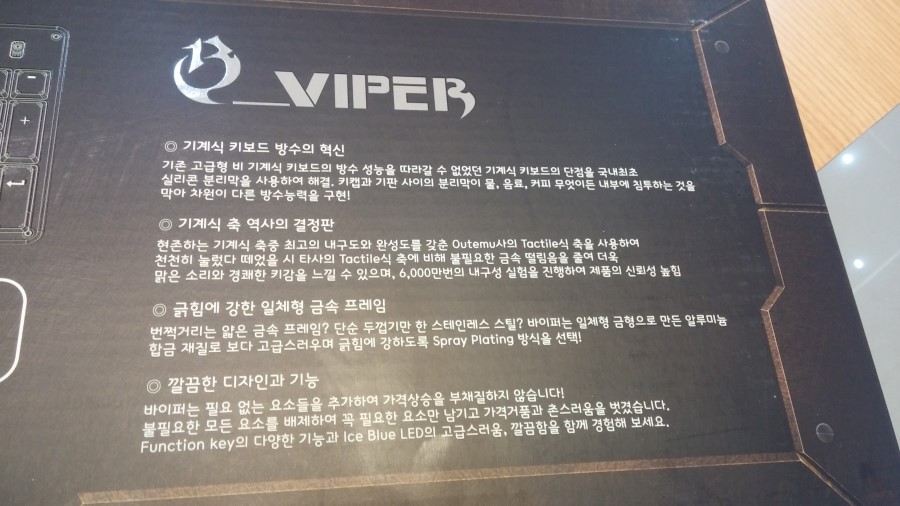 VIPER
◎ 기계식 키보드 방수의 혁신
기존 고급형 비 기계식 키보드의 방수 성능을 따라갈 수 없었던 기계식 키보드의 단점을 국내최초
실리콘 분리막을 사용하여 해결. 키캡과 기판 사이의 분리막이 물, 음료, 커피 무엇이든 내부에 침투하는 것을
막아 차원이 다른 방수능력을 구현!
◎ 기계식 축 역사의 결정판
현존하는 기계식 축중 최고의 내구도와 완성도를 갖춘 Outemu사의 Tactile식 축을 사용하여
천천히 눌렀다 떼었을 시 타사의 Tactile식 축에 비해 불필요한 금속 떨림음을 줄여 더욱
맑은 소리와 경쾌한 키감을 느낄 수 있으며, 6,000만번의 내구성 실험을 진행하여 제품의 신뢰성 높힘
◎ 긁힘에 강한 일체형 금속 프레임
번쩍거리는 얇은 금속 프레임? 단순 두껍기만 한 스테인레스 스틸? 바이퍼는 일체형 금형으로 만든 알루미늄
합금 재질로 보다 고급스러우며 긁힘에 강하도록 Spray Plating 방식을 선택!
◎ 깔끔한 디자인과 기능
바이퍼는 필요 없는 요소들을 추가하여 가격상승을 부채질하지 않습니다!
불필요한 모든 요소를 배제하여 꼭 필요한 요소만 남기고 가격거품과 촌스러움을 벗겼습니다.
Function key의 다양한 기능과 Ice Blue LED의 고급스러움, 깔끔함을 함께 경험해 보세요.